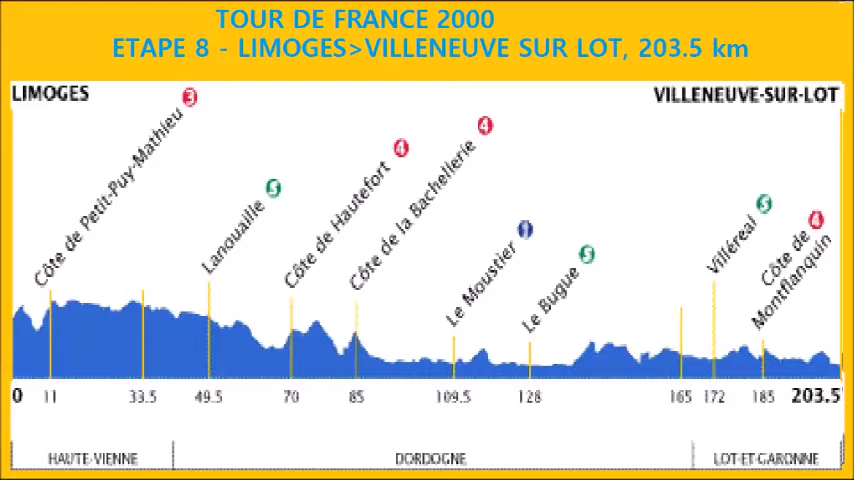 TOUR DE FRANCE 2000
ETAPE 8 - LIMOGES>VILLENEUVE SUR LOT, 203.5 km
LIMOGES
VILLENEUVE-SUR-LOT
Côte de Petit-Puy-Mathieu 3
Lanouaille S
Côte de Hautefort 4
Côte de la Bachellerie 4
Le Moustier
Le Bugue S
Villéreal S
Côte de
Montflanquin 4
0 11 33.5 49.5 70 85 109.5 128 165 172 185 203.5
HAUTE-VIENNE DORDOGNE LOT-ET-GARONNE